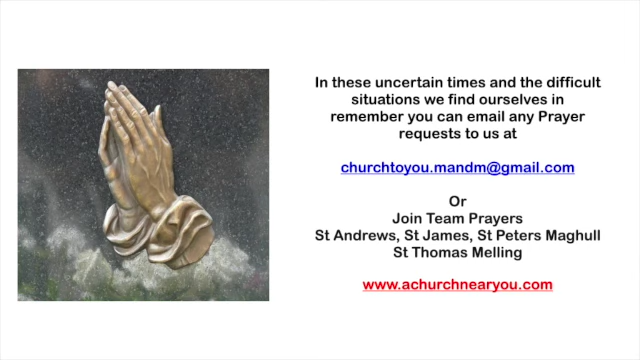 In these uncertain times and the difficult
situations we find ourselves in
remember you can email any Prayer
requests to us at
churchtoyou.mandm@gmail.com
Or
Join Team Prayers
St Andrews, St James, St Peters Maghull
St Thomas Melling
www.achurchnearyou.com